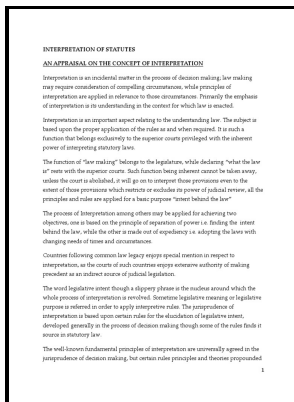 INTERPRETATION OF STATUTES
AN APPRAISAL ON THE CONCEPT OF INTERPRETATION
Interpretation is an incidental matter in the process of decision making; law making
may require consideration of compelling circumstances, while principles of
interpretation are applied in relevance to those circumstances. Primarily the emphasis
of interpretation is its understanding in the context for which law is enacted.
Interpretation is an important aspect relating to the understanding law. The subject is
based upon the proper application of the rules as and when required. It is such a
function that belongs exclusively to the superior courts privileged with the inherent
power of interpreting statutory laws.
The function of "law making" belongs to the legislature, while declaring "what the law
is" rests with the superior courts. Such function being inherent cannot be taken away,
unless the court is abolished, it will go on to interpret those provisions even to the
extent of those provisions which restricts or excludes its power of judicial review, all the
principles and rules are applied for a basic purpose "intent behind the law"
The process of Interpretation among others may be applied for achieving two
objectives, one is based on the principle of separation of power i.e. finding the intent
behind the law, while the other is made out of expediency i.e. adopting the laws with
changing needs of times and circumstances.
Countries following common law legacy enjoys special mention in respect to
interpretation, as the courts of such countries enjoys extensive authority of making
precedent as an indirect source of judicial legislation.
The word legislative intent though a slippery phrase is the nucleus around which the
whole process of interpretation is revolved. Sometime legislative meaning or legislative
purpose is referred in order to apply interpretive rules. The jurisprudence of
interpretation is based upon certain rules for the elucidation of legislative intent,
developed generally in the process of decision making though some of the rules finds it
source in statutory law.
The well-known fundamental principles of interpretation are universally agreed in the
jurisprudence of decision making, but certain rules principles and theories propounded
1